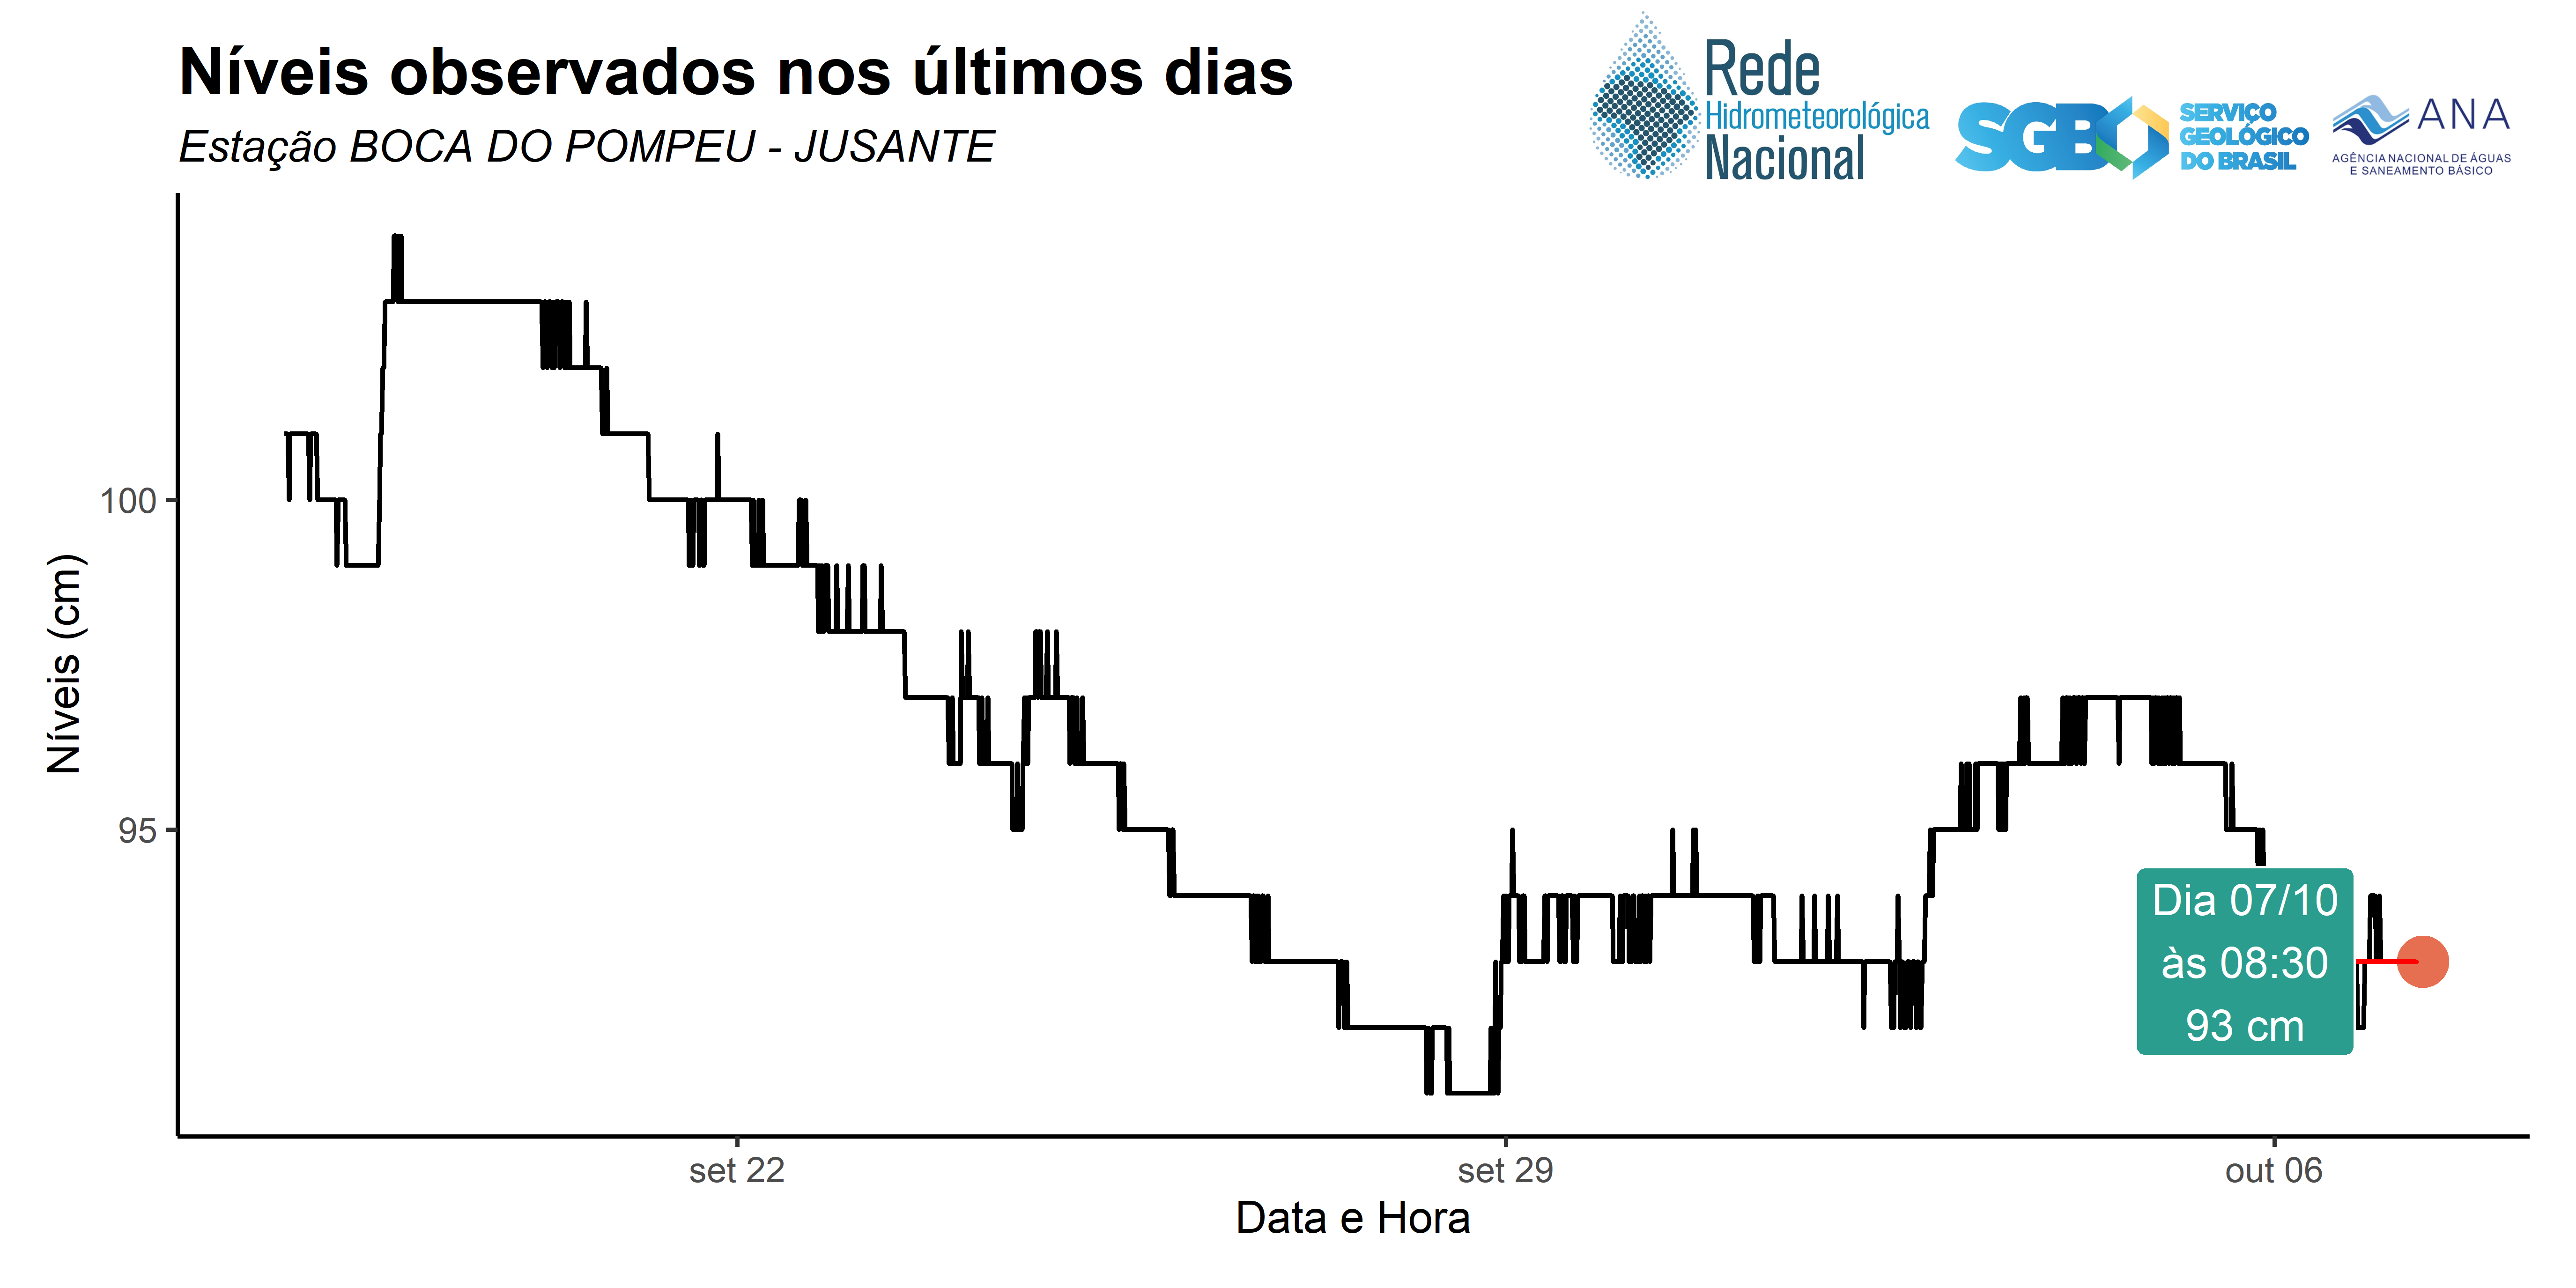 Níveis observados nos últimos dias
Estação BOCA DO POMPEU - JUSANTE
Rede
Hidrometeorológica
Nacional
SGB
SERVIÇO
GEOLÓGICO
DO BRASIL
ANA
AGÊNCIA NACIONAL DE ÁGUAS
E SANEAMENTO BÁSICO
Níveis (cm)
100
95
Dia 07/10
às 08:30
93 cm
set 22
set 29
out 06
Data e Hora